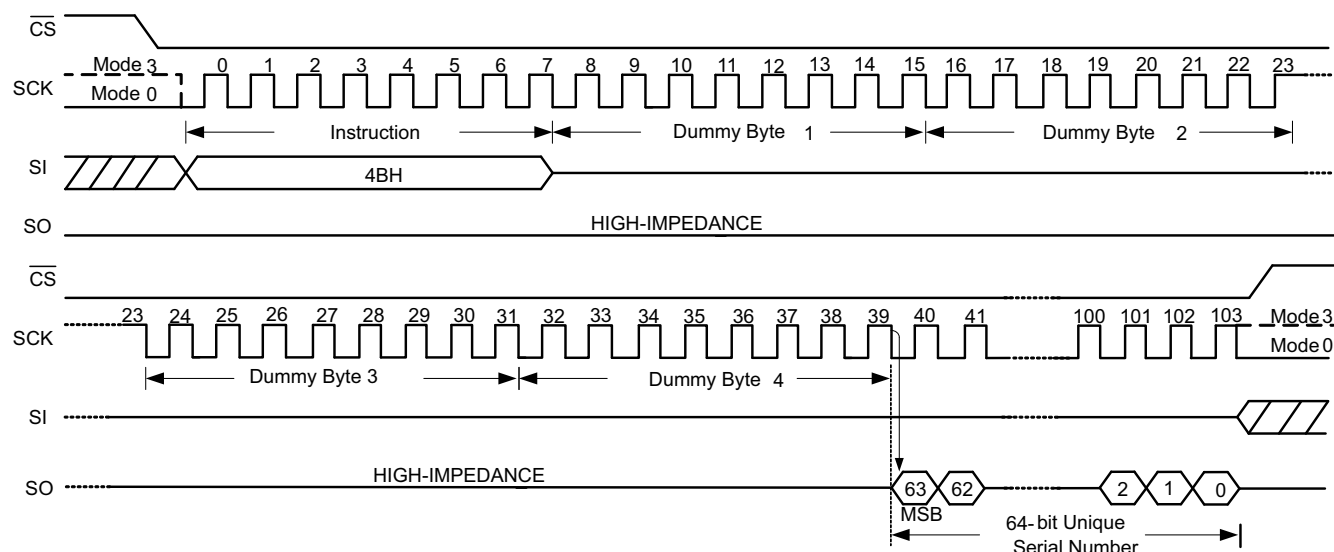 CS
Mode 3 0 1 2 3 4 5 6 7 8 9 10 11 12 13 14 15 16 17 18 19 20 21 22 23
SCK
Mode 0
Instruction Dummy Byte 1 Dummy Byte 2
SI 4BH
SO HIGH-IMPEDANCE
CS
23 24 25 26 27 28 29 30 31 32 33 34 35 36 37 38 39 40 41 100 101 102 103 Mode 3
SCK
Mode 0
Dummy Byte 3 Dummy Byte 4
SI
HIGH-IMPEDANCE
SO 63 62 2 1 0
MSB
64-bit Unique
Serial Number